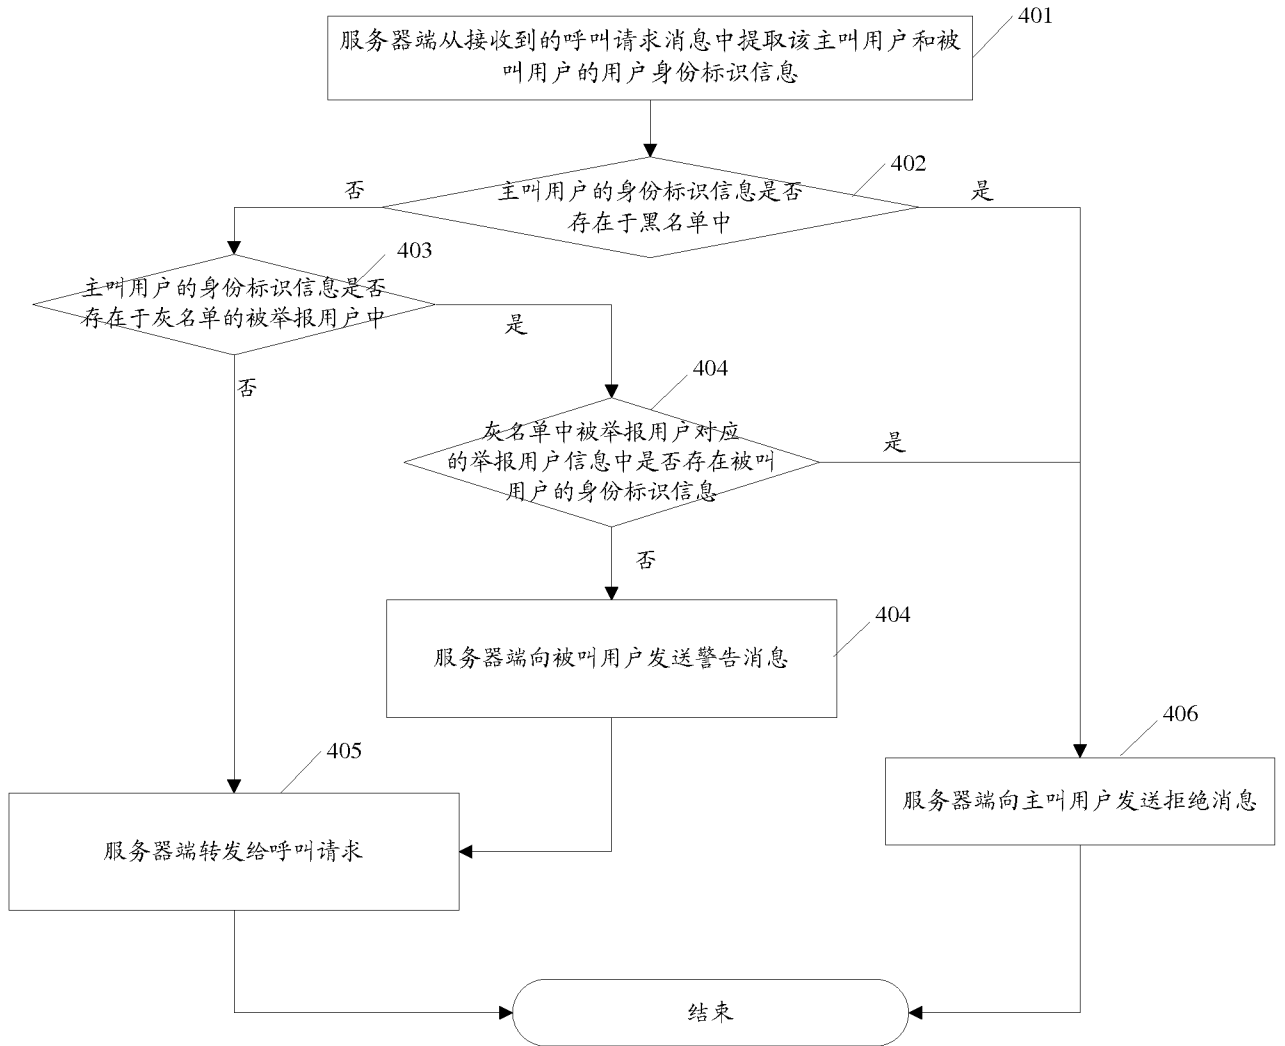 401
服务器端从接收到的呼叫请求消息中提取该主叫用户和被
叫用户的用户身份标识信息
402
主叫用户的身份标识信息是否
存在于黑名单中
否
是
403
主叫用户的身份标识信息是否
存在于灰名单的被举报用户中
是
否
404
灰名单中被举报用户对应
的举报用户信息中是否存在被叫
用户的身份标识信息
是
否
404
服务器端向被叫用户发送警告消息
406
服务器端向主叫用户发送拒绝消息
405
服务器端转发给呼叫请求
结束